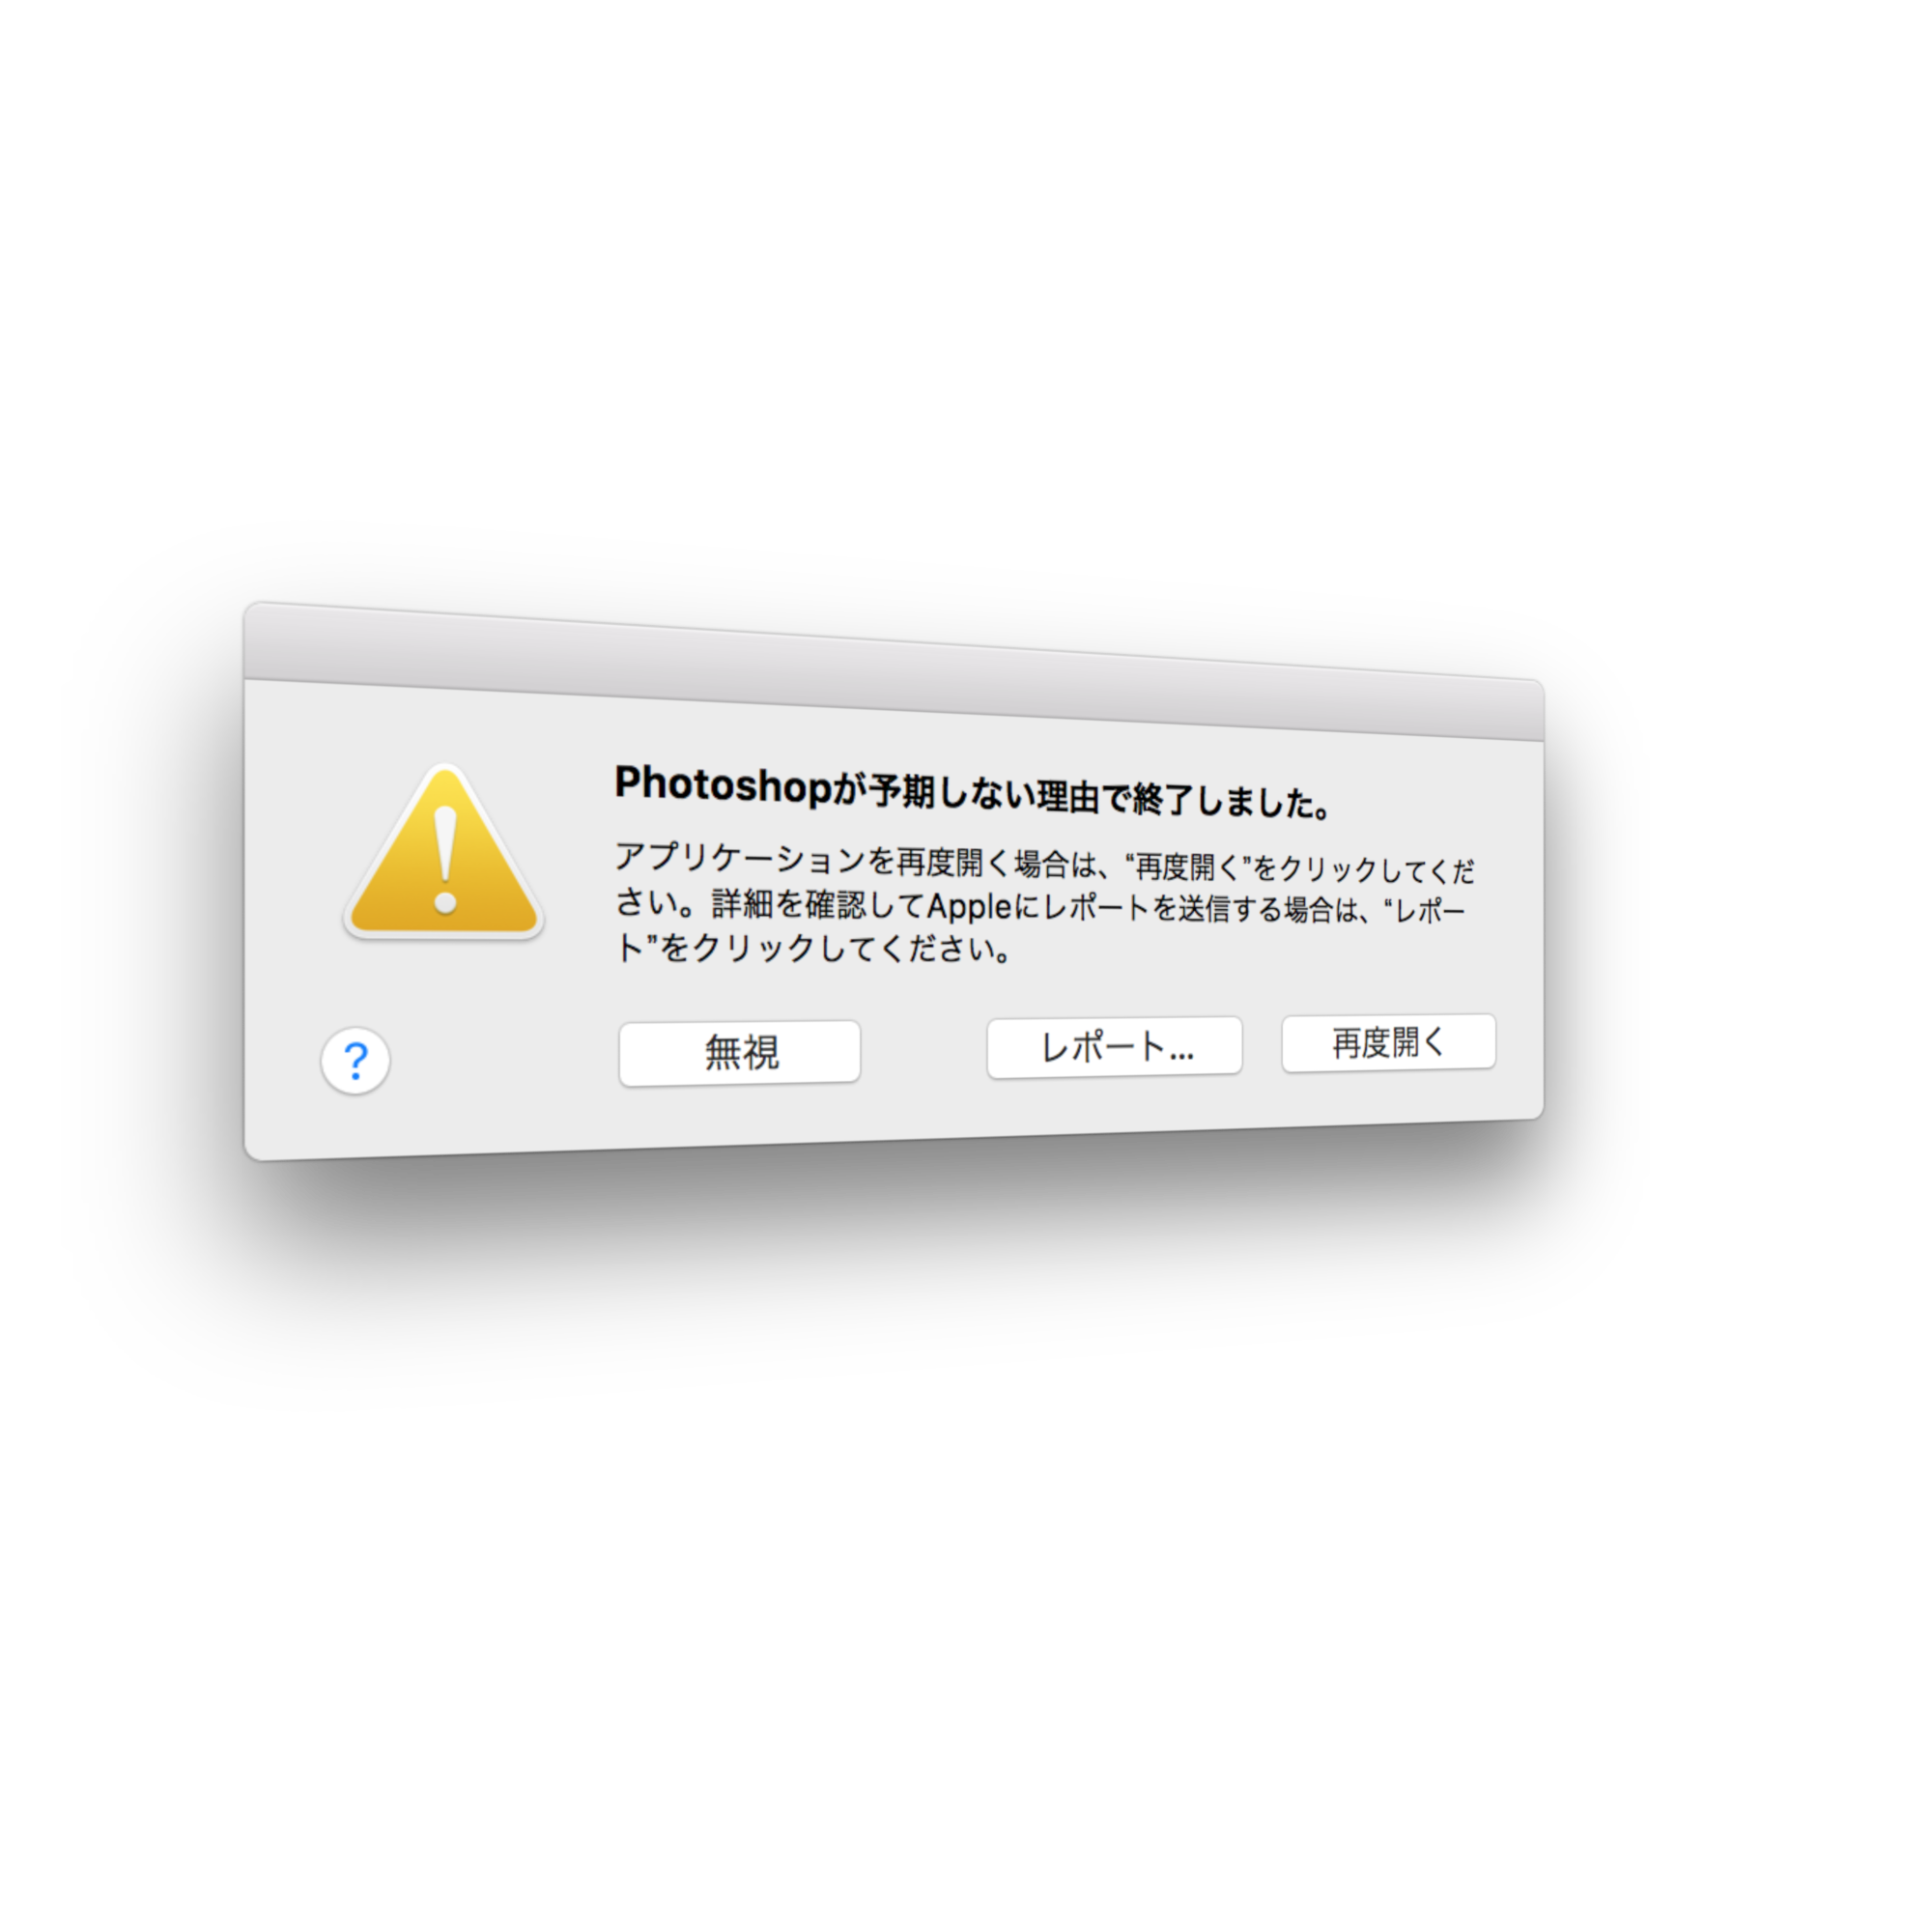 Photoshopが予期しない理由で終了しました。
アプリケーションを再度開く場合は、“再度開く”をクリックしてくだ
さい。詳細を確認してAppleにレポートを送信する場合は、“レポー
ト”をクリックしてください。
?
無視
レポート...
再度開く